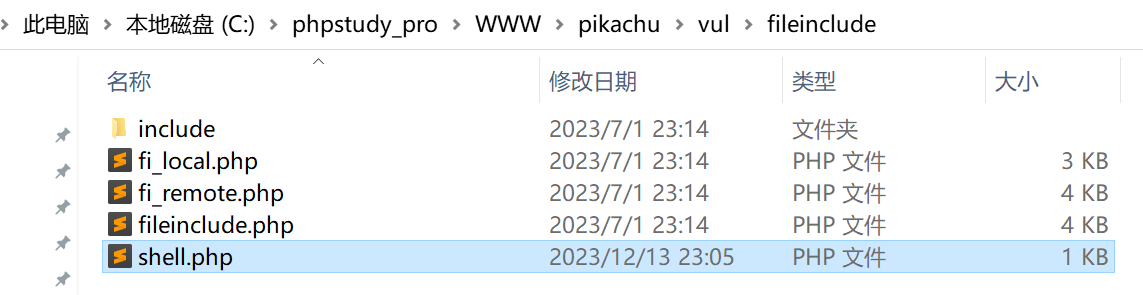 此电脑 本地磁盘 (C:) phpstudy_pro WWW pikachu vul fileinclude
名称 修改日期 类型 大小
include 2023/7/1 23:14 文件夹
fi_local.php 2023/7/1 23:14 PHP 文件 3 KB
fi_remote.php 2023/7/1 23:14 PHP 文件 4 KB
fileinclude.php 2023/7/1 23:14 PHP 文件 4 KB
shell.php 2023/12/13 23:05 PHP 文件 1 KB